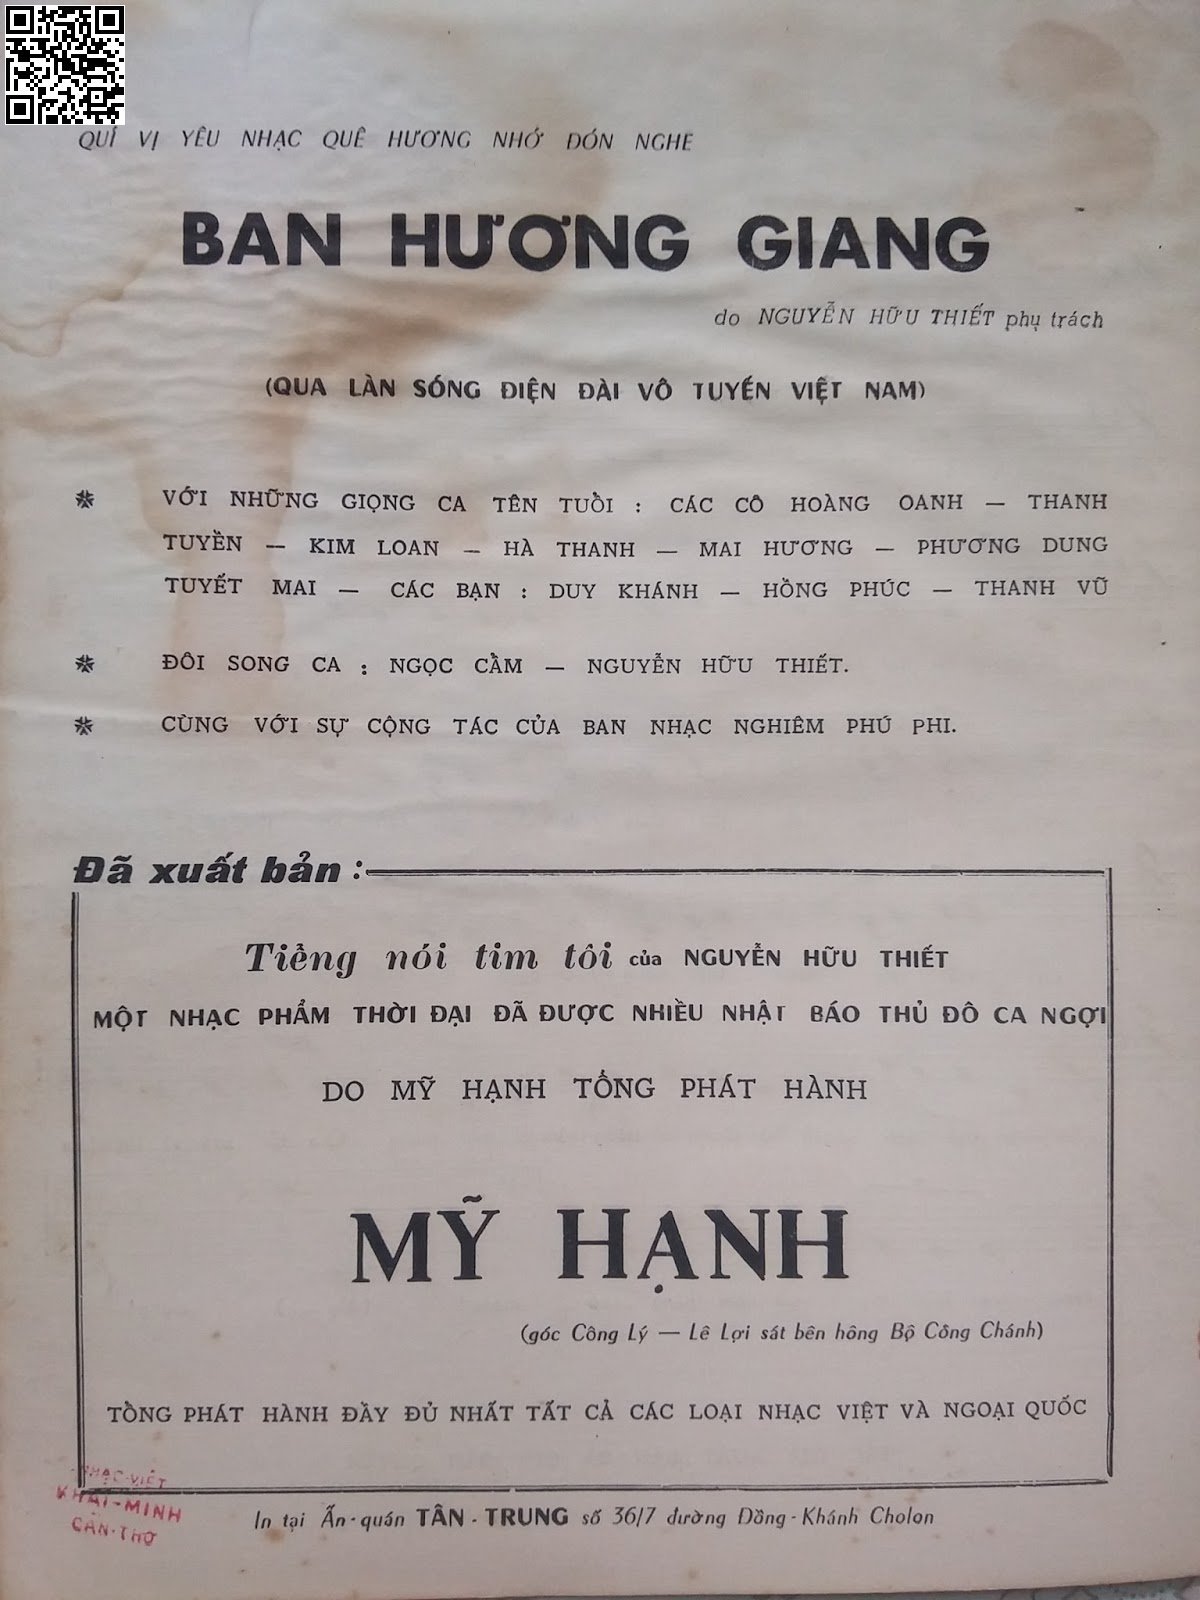 QUÍ VỊ YÊU NHẠC QUÊ HƯƠNG NHỚ ĐÓN NGHE
BAN HƯƠNG GIANG
do NGUYỄN HỮU THIẾT phụ trách
(QUA LÀN SÓNG ĐIỆN ĐÀI VÔ TUYẾN VIỆT NAM)
VỚI NHỮNG GIỌNG CA TÊN TUỔI : CÁC CÔ HOÀNG OANH — THANH
TUYỀN — KIM LOAN — HÀ THANH — MAI HƯƠNG — PHƯƠNG DUNG
TUYẾT MAI — CÁC BẠN : DUY KHÁNH — HỒNG PHÚC — THANH VŨ
ĐÔI SONG CA : NGỌC CẨM — NGUYỄN HỮU THIẾT.
CÙNG VỚI SỰ CỘNG TÁC CỦA BAN NHẠC NGHIÊM PHÚ PHI.
Đã xuất bản :
Tiếng nói tim tôi của NGUYỄN HỮU THIẾT
MỘT NHẠC PHẨM THỜI ĐẠI ĐÃ ĐƯỢC NHIỀU NHẬT BÁO THỦ ĐÔ CA NGỢI
DO MỸ HẠNH TỔNG PHÁT HÀNH
MỸ HẠNH
(góc Công Lý — Lê Lợi sát bên hông Bộ Công Chánh)
TỔNG PHÁT HÀNH ĐẦY ĐỦ NHẤT TẤT CẢ CÁC LOẠI NHẠC VIỆT VÀ NGOẠI QUỐC
NHẠC-VIỆT
KHẢI-MINH
CẦN-THƠ
In tại Ấn-quán TÂN-TRUNG số 36/7 đường Đồng-Khánh Cholon